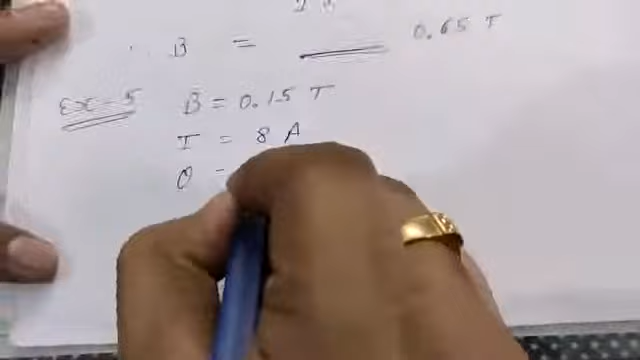 ∴ B = 0.65 T
Ex - 5 B = 0.15 T
I = 8 A
θ =